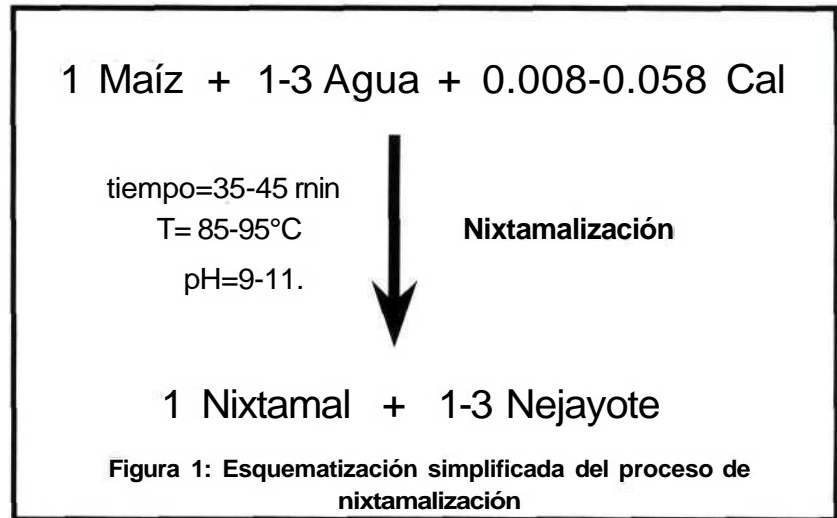 1 Maíz + 1-3 Agua + 0.008-0.058 Cal
tiempo=35-45 rnin
T= 85-95°C
pH=9-11.
Nixtamalización
1 Nixtamal + 1-3 Nejayote
Figura 1: Esquematización simplificada del proceso de
nixtamalización